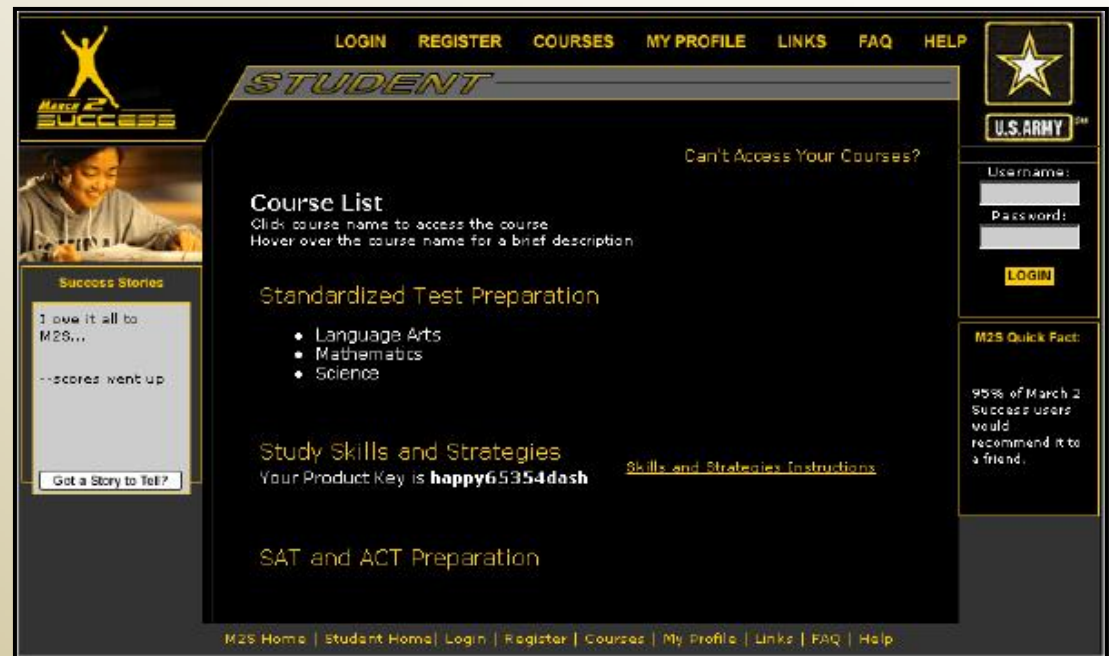 LOGIN REGISTER COURSES MY PROFILE LINKS FAQ HELP
MARCH 2
SUCCESS
STUDENT
U.S.ARMY
Can't Access Your Courses?
Username:
Password:
LOGIN
Course List
Click course name to access the course
Hover over the course name for a brief description
Success Stories
I owe it all to
M2S...
--scores went up
Got a Story to Tell?
Standardized Test Preparation
• Language Arts
• Mathematics
• Science
Study Skills and Strategies
Your Product Key is happy65354dash
Skills and Strategies Instructions
SAT and ACT Preparation
M2S Quick Fact:
95% of March 2
Success users
would
recommend it to
a friend.
M2S Home | Student Home| Login | Register | Courses | My Profile | Links | FAQ | Help